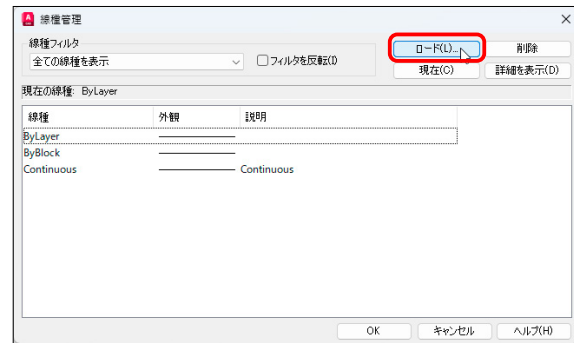 線種管理
線種フィルタ
全ての線種を表示
フィルタを反転(I)
ロード(L)...
削除
現在(C)
詳細を表示(D)
現在の線種: ByLayer
線種 外観 説明
ByLayer
ByBlock
Continuous Continuous
OK キャンセル ヘルプ(H)